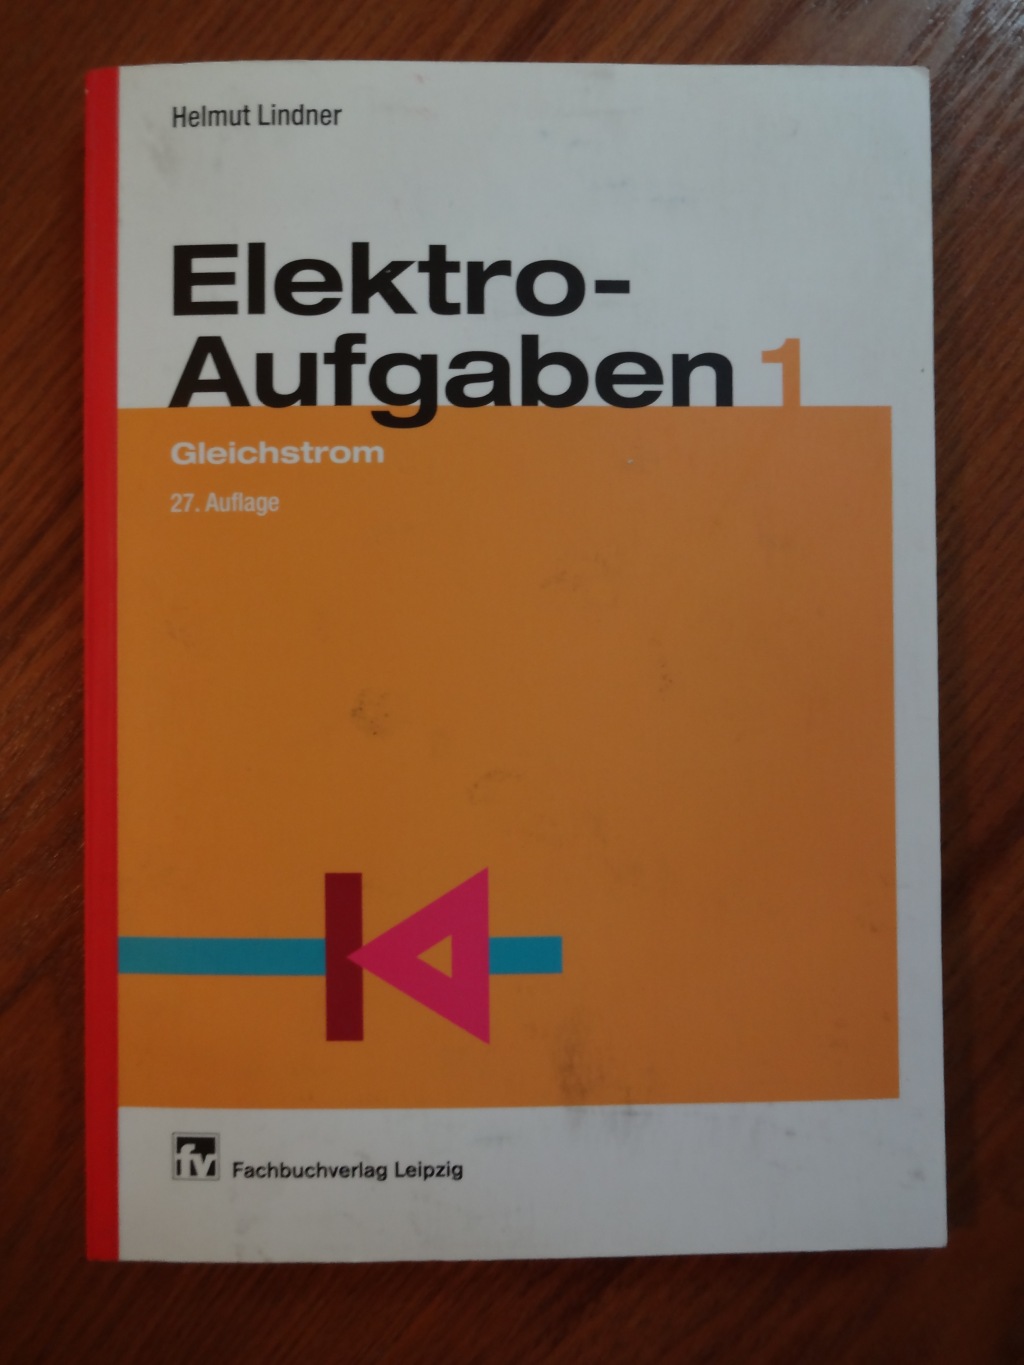 Helmut Lindner
Elektro-
Aufgaben 1
Gleichstrom
27. Auflage
fv Fachbuchverlag Leipzig